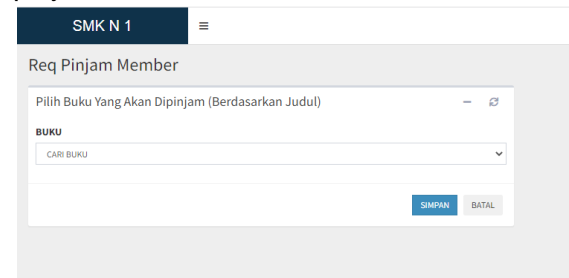 SMK N 1
Req Pinjam Member
Pilih Buku Yang Akan Dipinjam (Berdasarkan Judul)
BUKU
CARI BUKU
SIMPAN BATAL